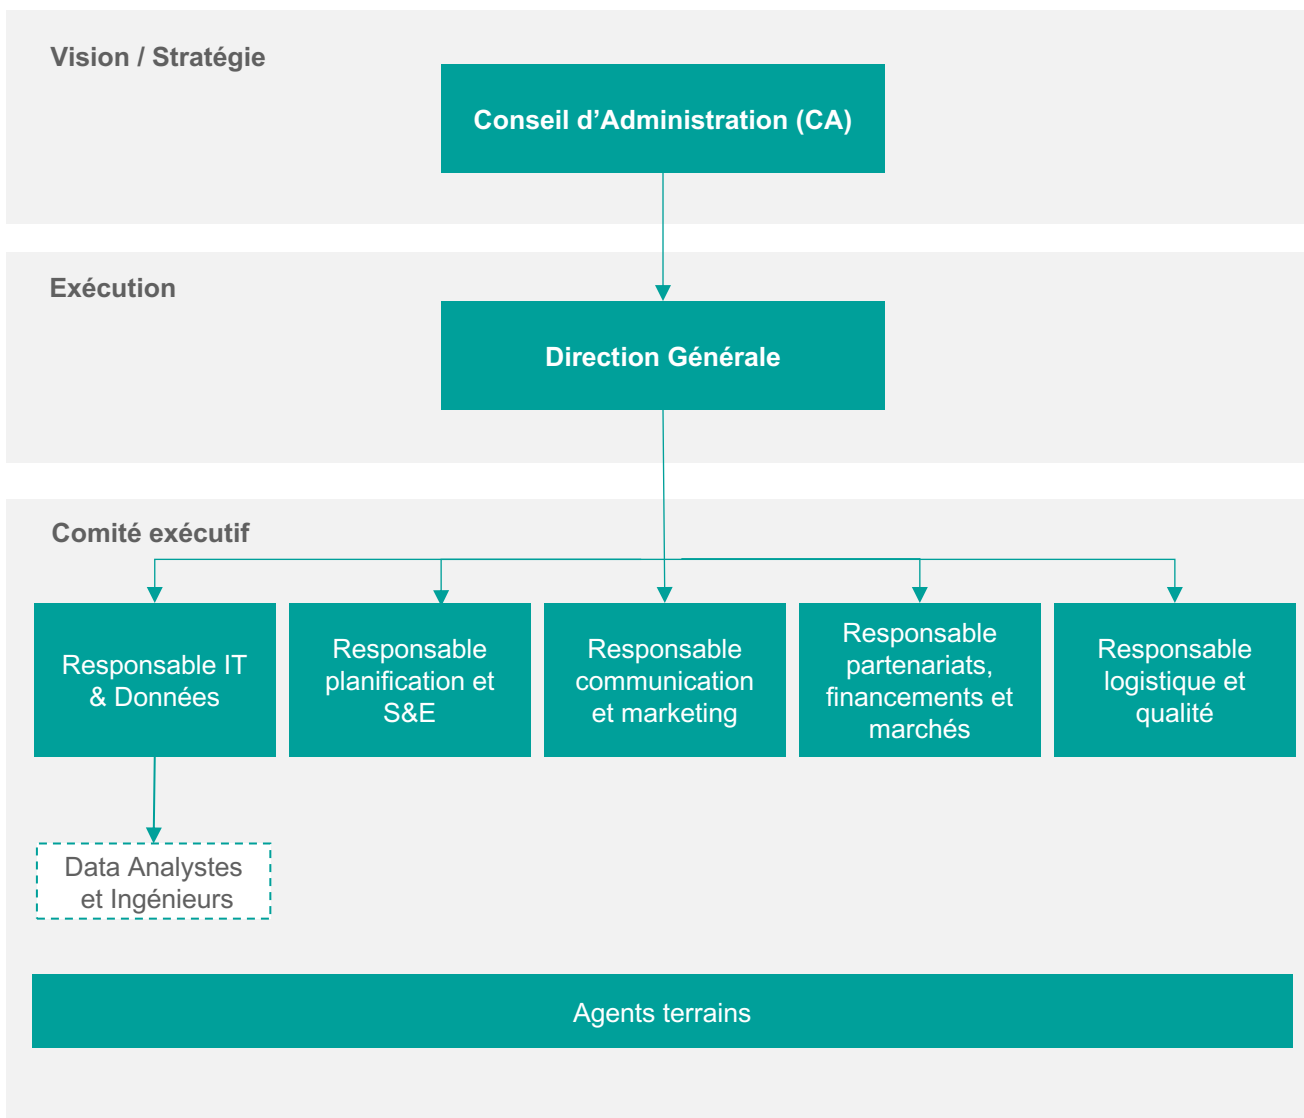 Vision / Stratégie
Conseil d’Administration (CA)
Exécution
Direction Générale
Comité exécutif
Responsable IT
& Données
Responsable
planification et
S&E
Responsable
communication
et marketing
Responsable
partenariats,
financements et
marchés
Responsable
logistique et
qualité
Data Analystes
et Ingénieurs
Agents terrains